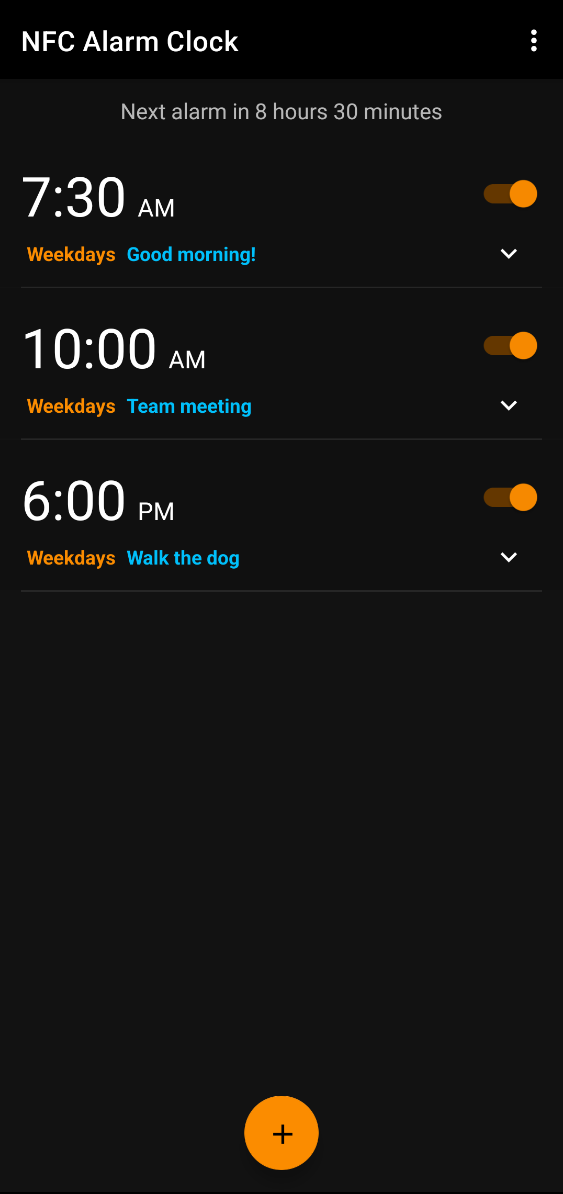 NFC Alarm Clock
Next alarm in 8 hours 30 minutes
7:30 AM
Weekdays Good morning!
10:00 AM
Weekdays Team meeting
6:00 PM
Weekdays Walk the dog
+